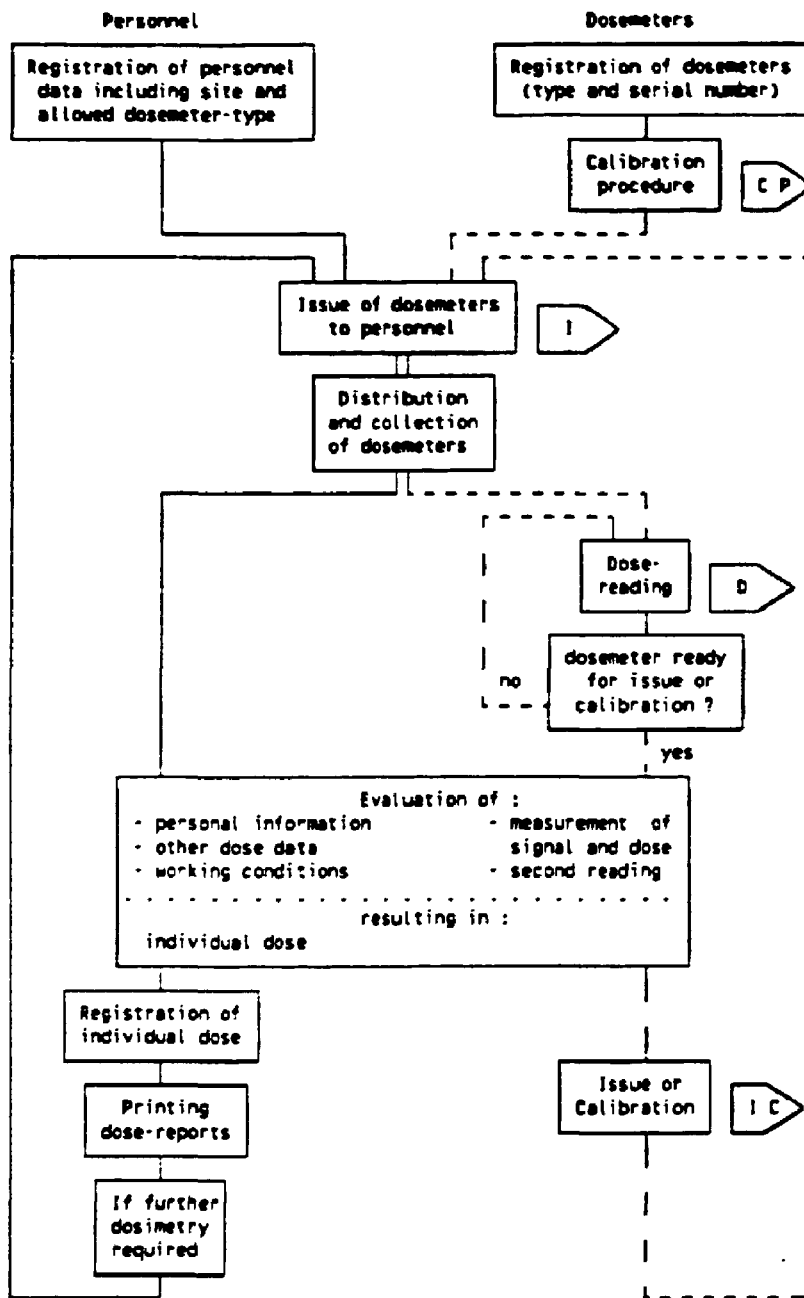 Personnel
Dosemeters
Registration of personnel
data including site and
allowed dosemeter-type
Registration of dosemeters
(type and serial number)
Calibration
procedure
C P
Issue of dosemeters
to personnel
I
Distribution
and collection
of dosemeters
Dose-
reading
D
dosemeter ready
for issue or
calibration ?
no
yes
Evaluation of :
- personal information
- other dose data
- working conditions
- measurement of
signal and dose
- second reading
resulting in :
individual dose
Registration of
individual dose
Issue or
Calibration
I C
Printing
dose-reports
If further
dosimetry
required